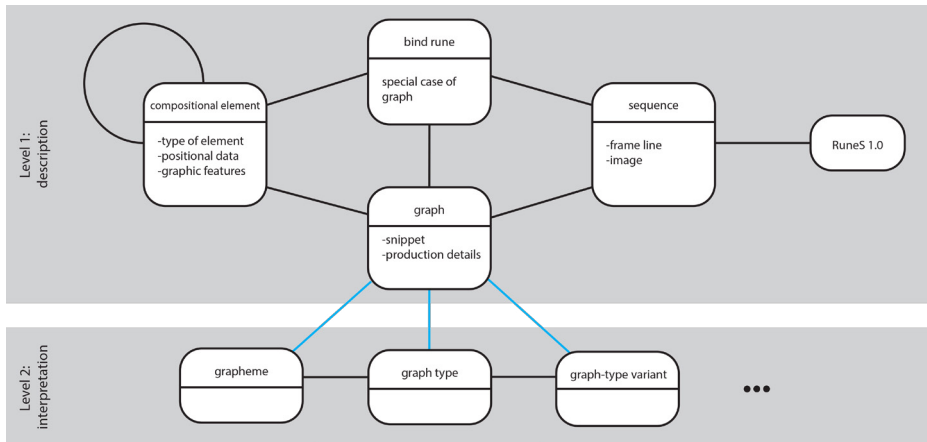 Level 1:
description
bind rune
special case of
graph
compositional element
-type of element
-positional data
-graphic features
sequence
-frame line
-image
RuneS 1.0
graph
-snippet
-production details
Level 2:
interpretation
grapheme
graph type
graph-type variant
•••